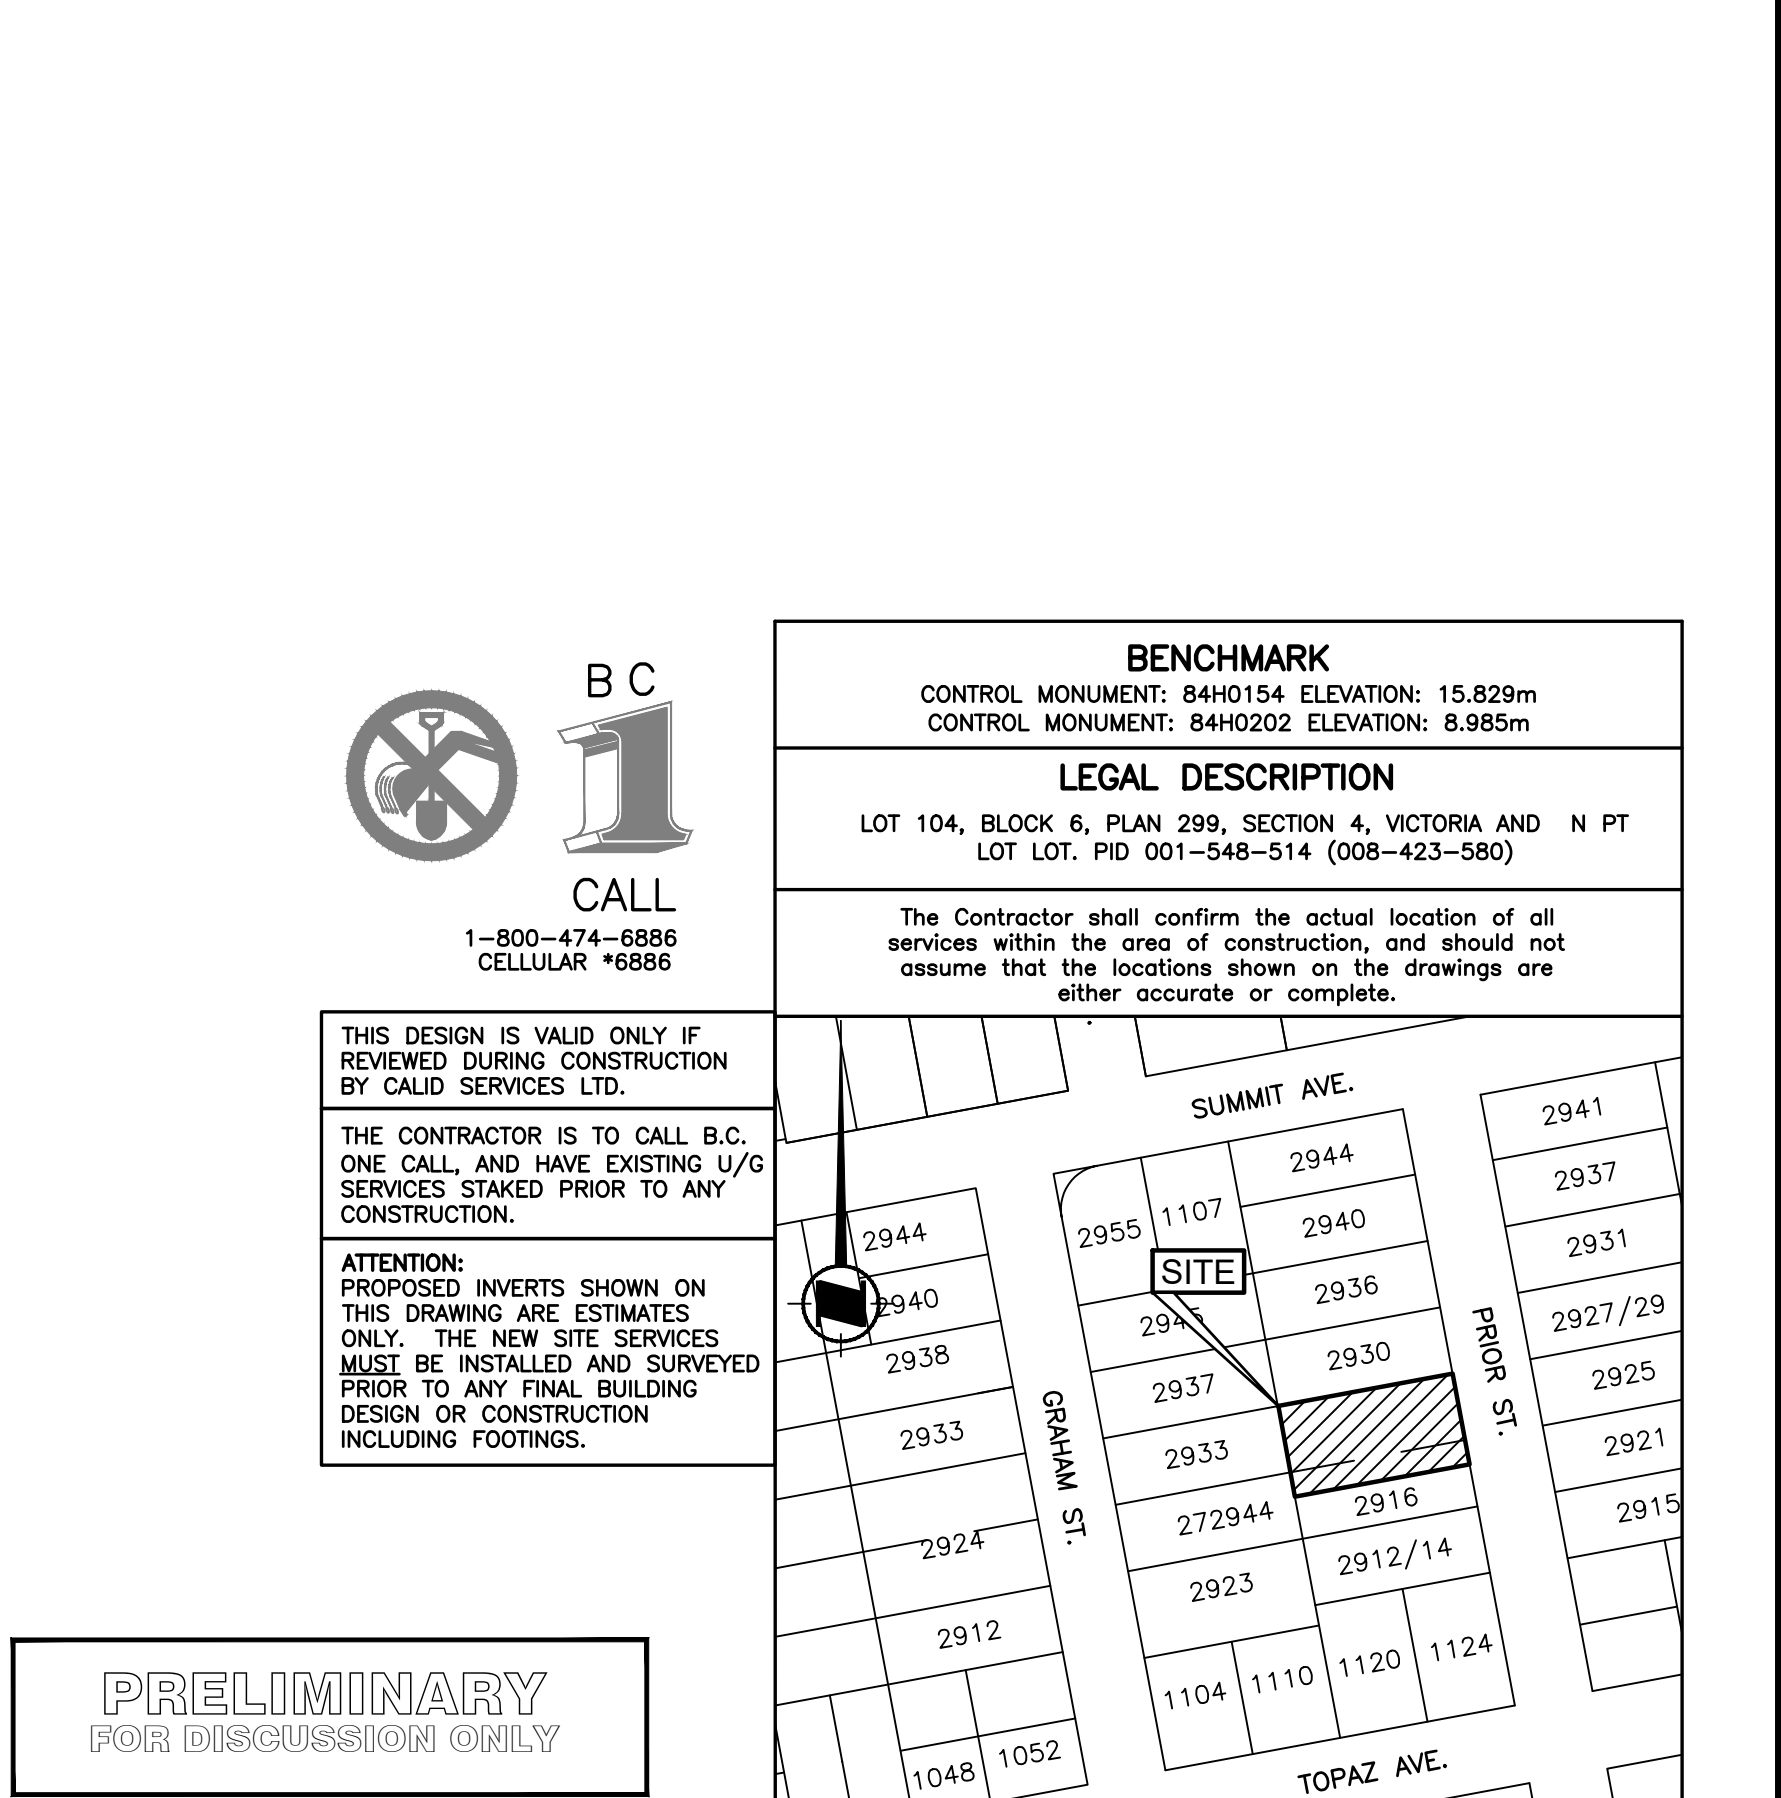 BENCHMARK
CONTROL MONUMENT: 84H0154 ELEVATION: 15.829m
CONTROL MONUMENT: 84H0202 ELEVATION: 8.985m
LEGAL DESCRIPTION
LOT 104, BLOCK 6, PLAN 299, SECTION 4, VICTORIA AND N PT
LOT LOT. PID 001-548-514 (008-423-580)
The Contractor shall confirm the actual location of all
services within the area of construction, and should not
assume that the locations shown on the drawings are
either accurate or complete.
B C
1
CALL
1-800-474-6886
CELLULAR *6886
THIS DESIGN IS VALID ONLY IF
REVIEWED DURING CONSTRUCTION
BY CALID SERVICES LTD.
THE CONTRACTOR IS TO CALL B.C.
ONE CALL, AND HAVE EXISTING U/G
SERVICES STAKED PRIOR TO ANY
CONSTRUCTION.
ATTENTION:
PROPOSED INVERTS SHOWN ON
THIS DRAWING ARE ESTIMATES
ONLY. THE NEW SITE SERVICES
MUST BE INSTALLED AND SURVEYED
PRIOR TO ANY FINAL BUILDING
DESIGN OR CONSTRUCTION
INCLUDING FOOTINGS.
PRELIMINARY
FOR DISCUSSION ONLY
SUMMIT AVE.
N
2944
2940
2938
2933
2924
2912
1048
1052
GRAHAM ST.
2955
1107
SITE
2937
2933
272944
2923
1104
1110
1120
1124
2944
2940
2936
2930
2916
2912/14
PRIOR ST.
2941
2937
2931
2927/29
2925
2921
2915
TOPAZ AVE.